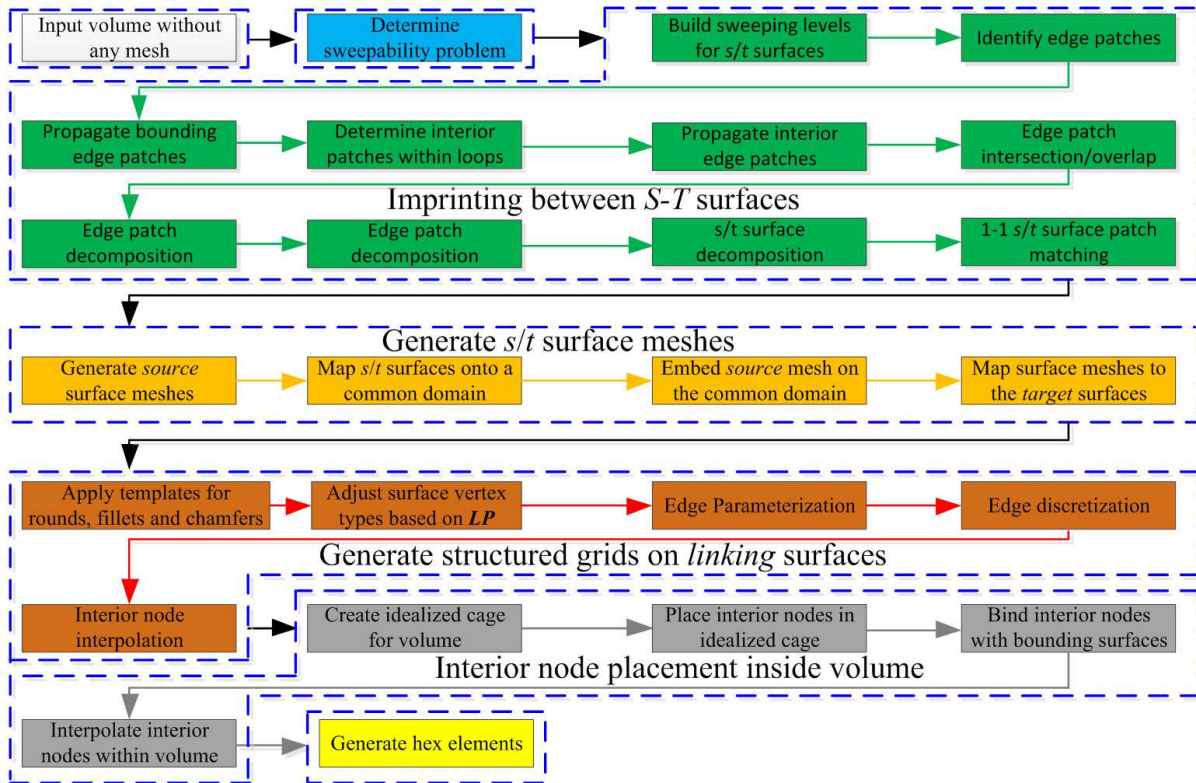 Input volume without
any mesh
Determine
sweepability problem
Build sweeping levels
for s/t surfaces
Identify edge patches
Propagate bounding
edge patches
Determine interior
patches within loops
Propagate interior
edge patches
Edge patch
intersection/overlap
Imprinting between S-T surfaces
Edge patch
decomposition
Edge patch
decomposition
s/t surface
decomposition
1-1 s/t surface patch
matching
Generate s/t surface meshes
Generate source
surface meshes
Map s/t surfaces onto a
common domain
Embed source mesh on
the common domain
Map surface meshes to
the target surfaces
Apply templates for
rounds, fillets and chamfers
Adjust surface vertex
types based on LP
Edge Parameterization
Edge discretization
Generate structured grids on linking surfaces
Interior node
interpolation
Create idealized cage
for volume
Place interior nodes in
idealized cage
Bind interior nodes
with bounding surfaces
Interior node placement inside volume
Interpolate interior
nodes within volume
Generate hex elements